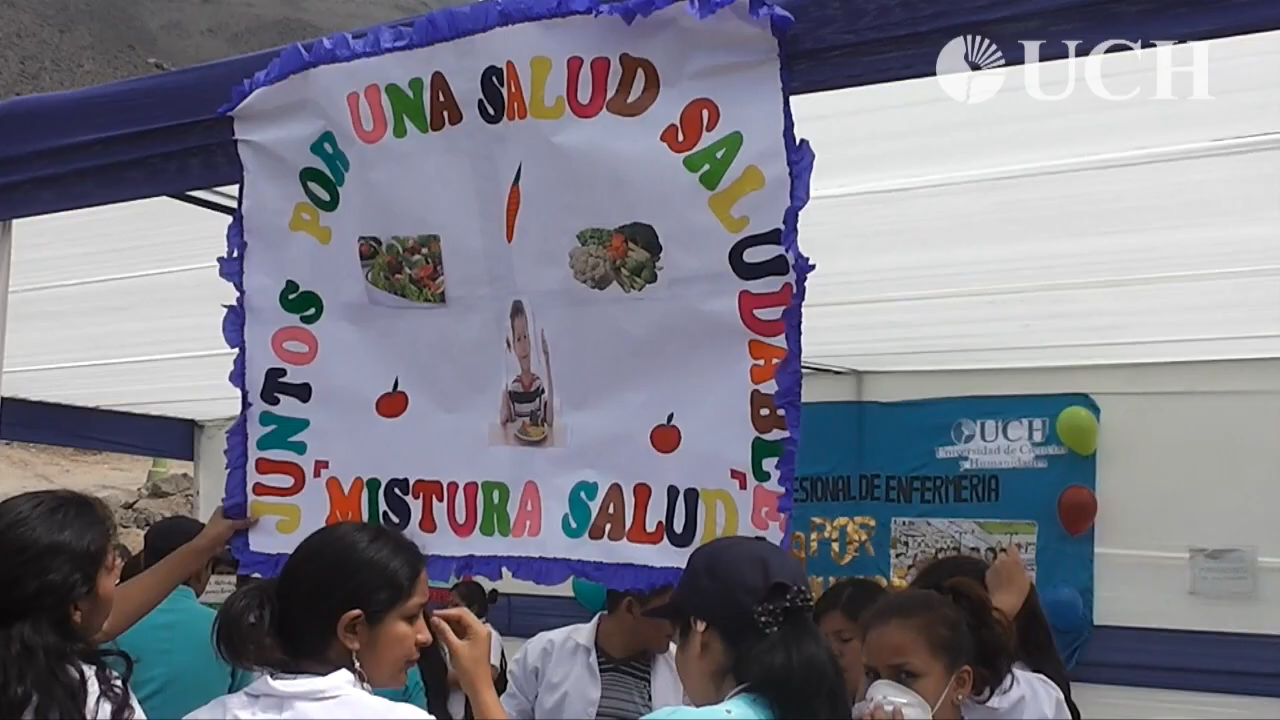 UCH
JUNTOS POR UNA SALUD SALUDABLE
"MISTURA SALUD"
UCH
Universidad de Ciencias
y Humanidades
ESIONAL DE ENFERMERIA
POR